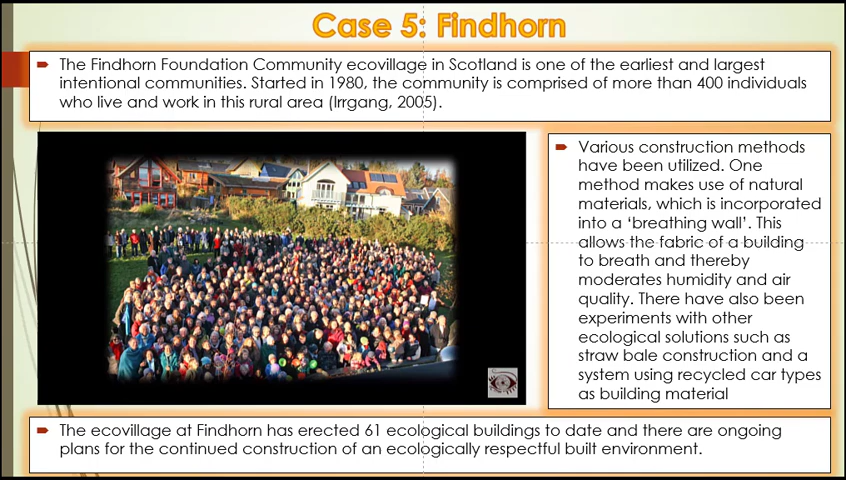 Case 5: Findhorn
The Findhorn Foundation Community ecovillage in Scotland is one of the earliest and largest
intentional communities. Started in 1980, the community is comprised of more than 400 individuals
who live and work in this rural area (Irrgang, 2005).
Various construction methods
have been utilized. One
method makes use of natural
materials, which is incorporated
into a ‘breathing wall’. This
allows the fabric of a building
to breath and thereby
moderates humidity and air
quality. There have also been
experiments with other
ecological solutions such as
straw bale construction and a
system using recycled car types
as building material
The ecovillage at Findhorn has erected 61 ecological buildings to date and there are ongoing
plans for the continued construction of an ecologically respectful built environment.